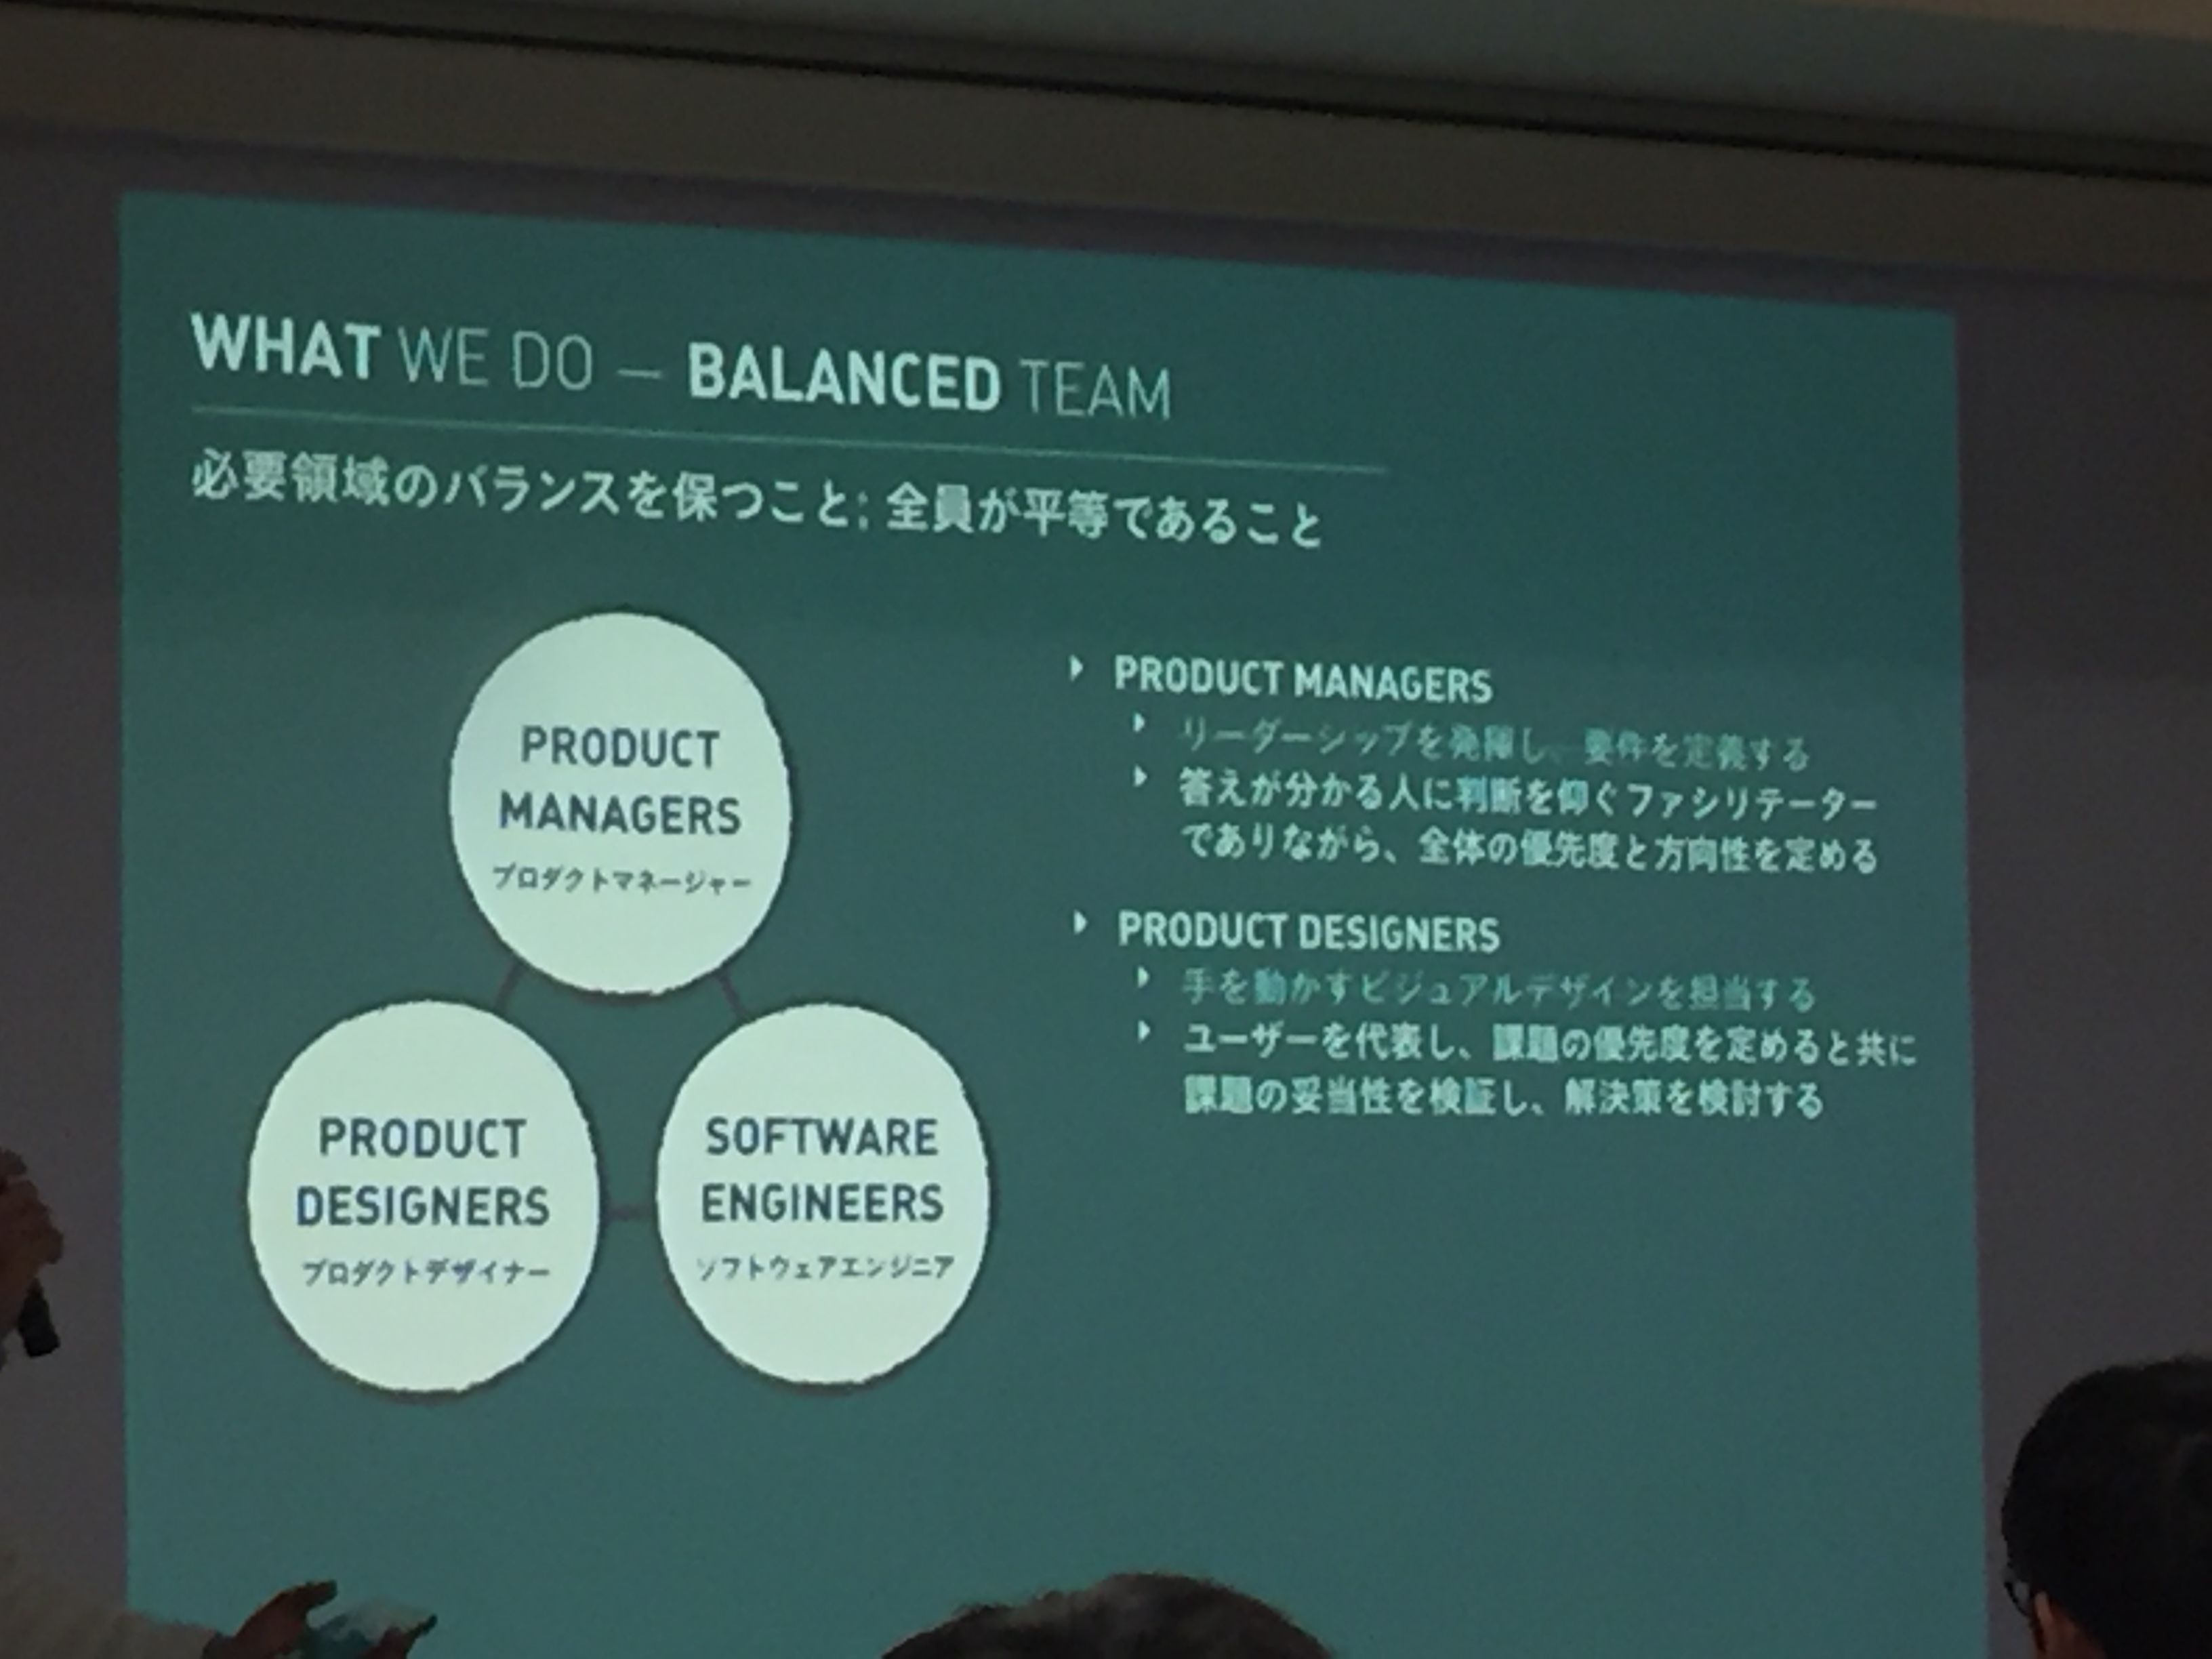 WHAT WE DO — BALANCED TEAM
必要領域のバランスを保つこと; 全員が平等であること
PRODUCT
MANAGERS
プロダクトマネージャー
PRODUCT
DESIGNERS
プロダクトデザイナー
SOFTWARE
ENGINEERS
ソフトウェアエンジニア
PRODUCT MANAGERS
リーダーシップを発揮し、要件を定義する
答えが分かる人に判断を仰ぐファシリテーター
でありながら、全体の優先度と方向性を定める
PRODUCT DESIGNERS
手を動かすビジュアルデザインを担当する
ユーザーを代表し、課題の優先度を定めると共に
課題の妥当性を検証し、解決策を検討する